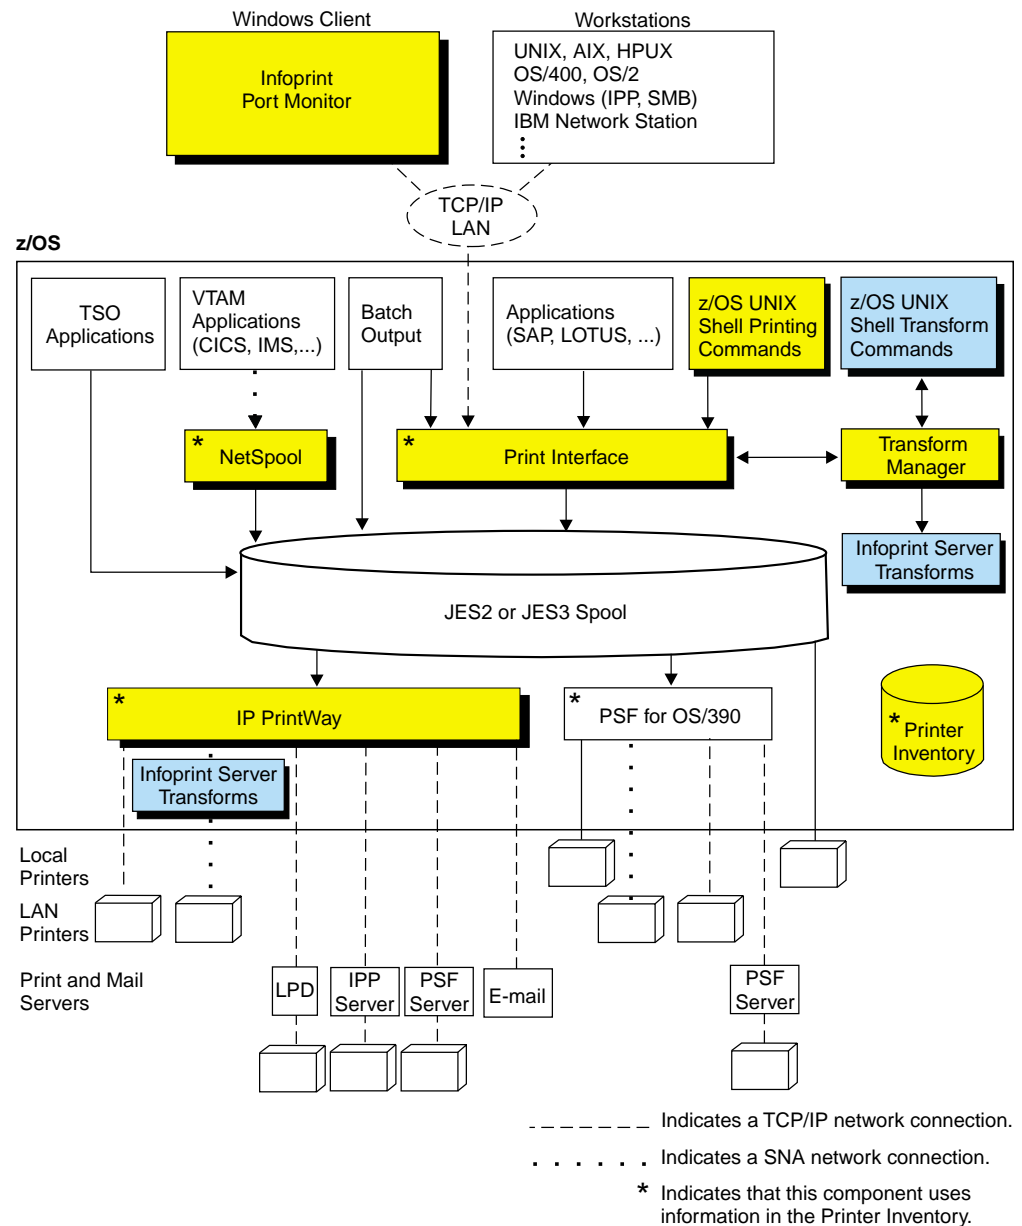 Windows Client
Workstations
Infoprint
Port Monitor
UNIX, AIX, HPUX
OS/400, OS/2
Windows (IPP, SMB)
IBM Network Station
TCP/IP
LAN
z/OS
TSO
Applications
VTAM
Applications
(CICS, IMS,...)
Batch
Output
Applications
(SAP, LOTUS, ...)
z/OS UNIX
Shell Printing
Commands
z/OS UNIX
Shell Transform
Commands
* NetSpool
* Print Interface
Transform
Manager
Infoprint Server
Transforms
JES2 or JES3 Spool
* IP PrintWay
* PSF for OS/390
* Printer
Inventory
Infoprint Server
Transforms
Local
Printers
LAN
Printers
Print and Mail
Servers
LPD
IPP
Server
PSF
Server
E-mail
PSF
Server
Indicates a TCP/IP network connection.
Indicates a SNA network connection.
* Indicates that this component uses
information in the Printer Inventory.